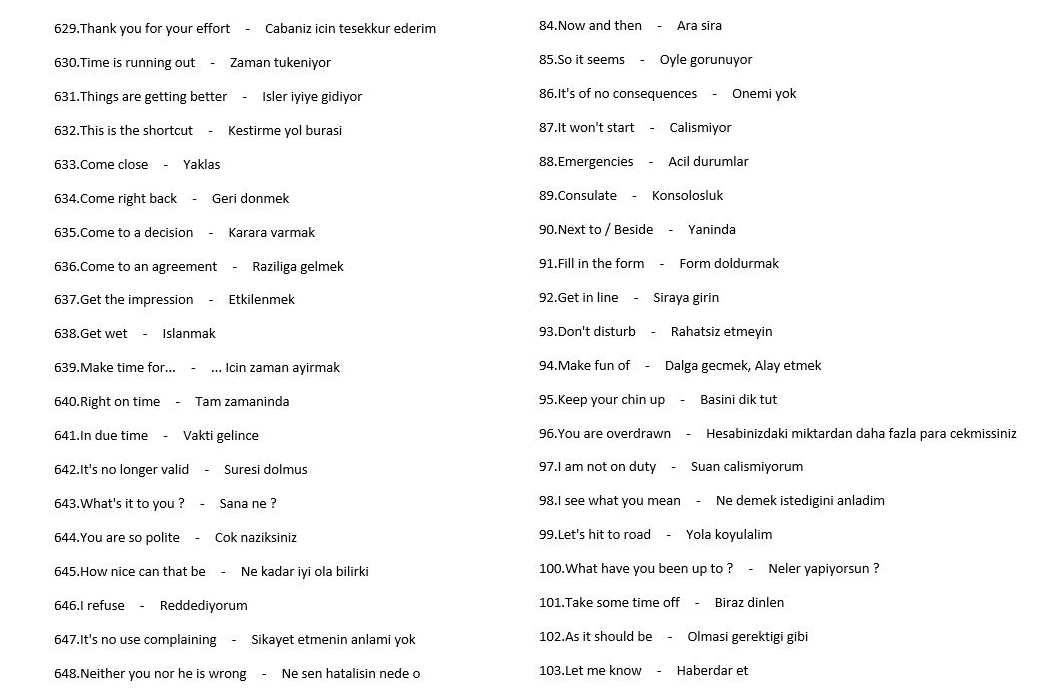 629.Thank you for your effort - Cabaniz icin tesekkur ederim
630.Time is running out - Zaman tukeniyor
631.Things are getting better - Isler iyiye gidiyor
632.This is the shortcut - Kestirme yol burasi
633.Come close - Yaklas
634.Come right back - Geri donmek
635.Come to a decision - Karara varmak
636.Come to an agreement - Raziliga gelmek
637.Get the impression - Etkilenmek
638.Get wet - Islanmak
639.Make time for... - ... Icin zaman ayirmak
640.Right on time - Tam zamaninda
641.In due time - Vakti gelince
642.It's no longer valid - Suresi dolmus
643.What's it to you ? - Sana ne ?
644.You are so polite - Cok naziksiniz
645.How nice can that be - Ne kadar iyi ola bilirki
646.I refuse - Reddediyorum
647.It's no use complaining - Sikayet etmenin anlami yok
648.Neither you nor he is wrong - Ne sen hatalisin nede o
84.Now and then - Ara sira
85.So it seems - Oyle gorunuyor
86.It's of no consequences - Onemi yok
87.It won't start - Calismiyor
88.Emergencies - Acil durumlar
89.Consulate - Konsolosluk
90.Next to / Beside - Yaninda
91.Fill in the form - Form doldurmak
92.Get in line - Siraya girin
93.Don't disturb - Rahatsiz etmeyin
94.Make fun of - Dalga gecmek, Alay etmek
95.Keep your chin up - Basini dik tut
96.You are overdrawn - Hesabinizdaki miktardan daha fazla para cekmissiniz
97.I am not on duty - Suan calismiyorum
98.I see what you mean - Ne demek istedigini anladim
99.Let's hit to road - Yola koyulalim
100.What have you been up to ? - Neler yapiyorsun ?
101.Take some time off - Biraz dinlen
102.As it should be - Olmasi gerektigi gibi
103.Let me know - Haberdar et